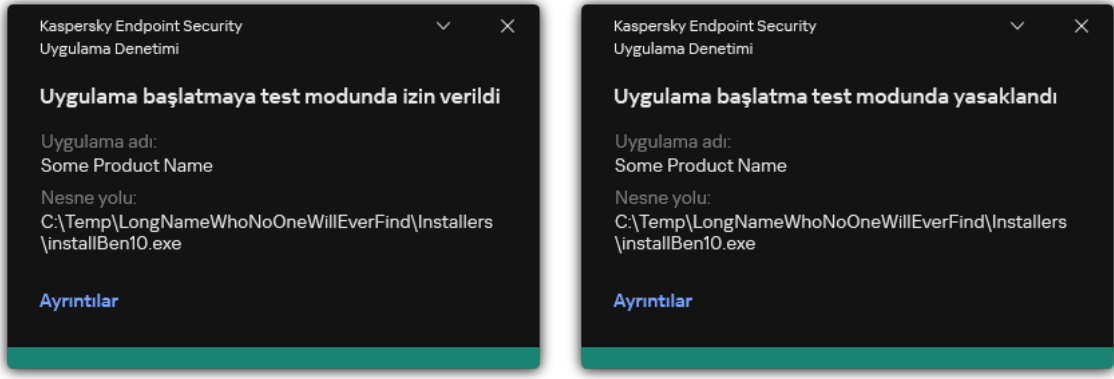 Kaspersky Endpoint Security
Uygulama Denetimi
Uygulama başlatmaya test modunda izin verildi
Uygulama adı:
Some Product Name
Nesne yolu:
C:\Temp\LongNameWhoNoOneWillEverFind\Installers
\installBen10.exe
Ayrıntılar
Kaspersky Endpoint Security
Uygulama Denetimi
Uygulama başlatma test modunda yasaklandı
Uygulama adı:
Some Product Name
Nesne yolu:
C:\Temp\LongNameWhoNoOneWillEverFind\Installers
\installBen10.exe
Ayrıntılar